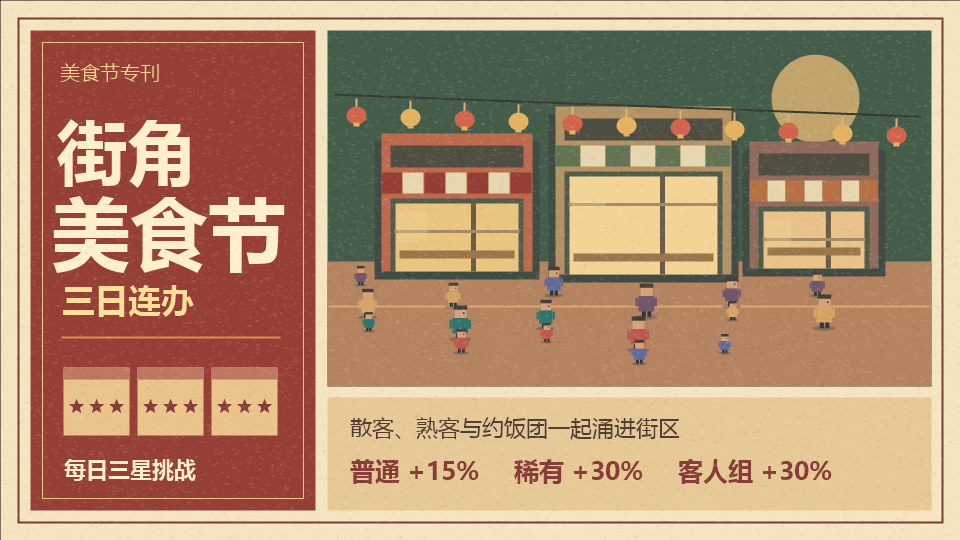 美食节专刊
街角
美食节
三日连办
每日三星挑战
散客、熟客与约饭团一起涌进街区
普通 +15% 稀有 +30% 客人组 +30%